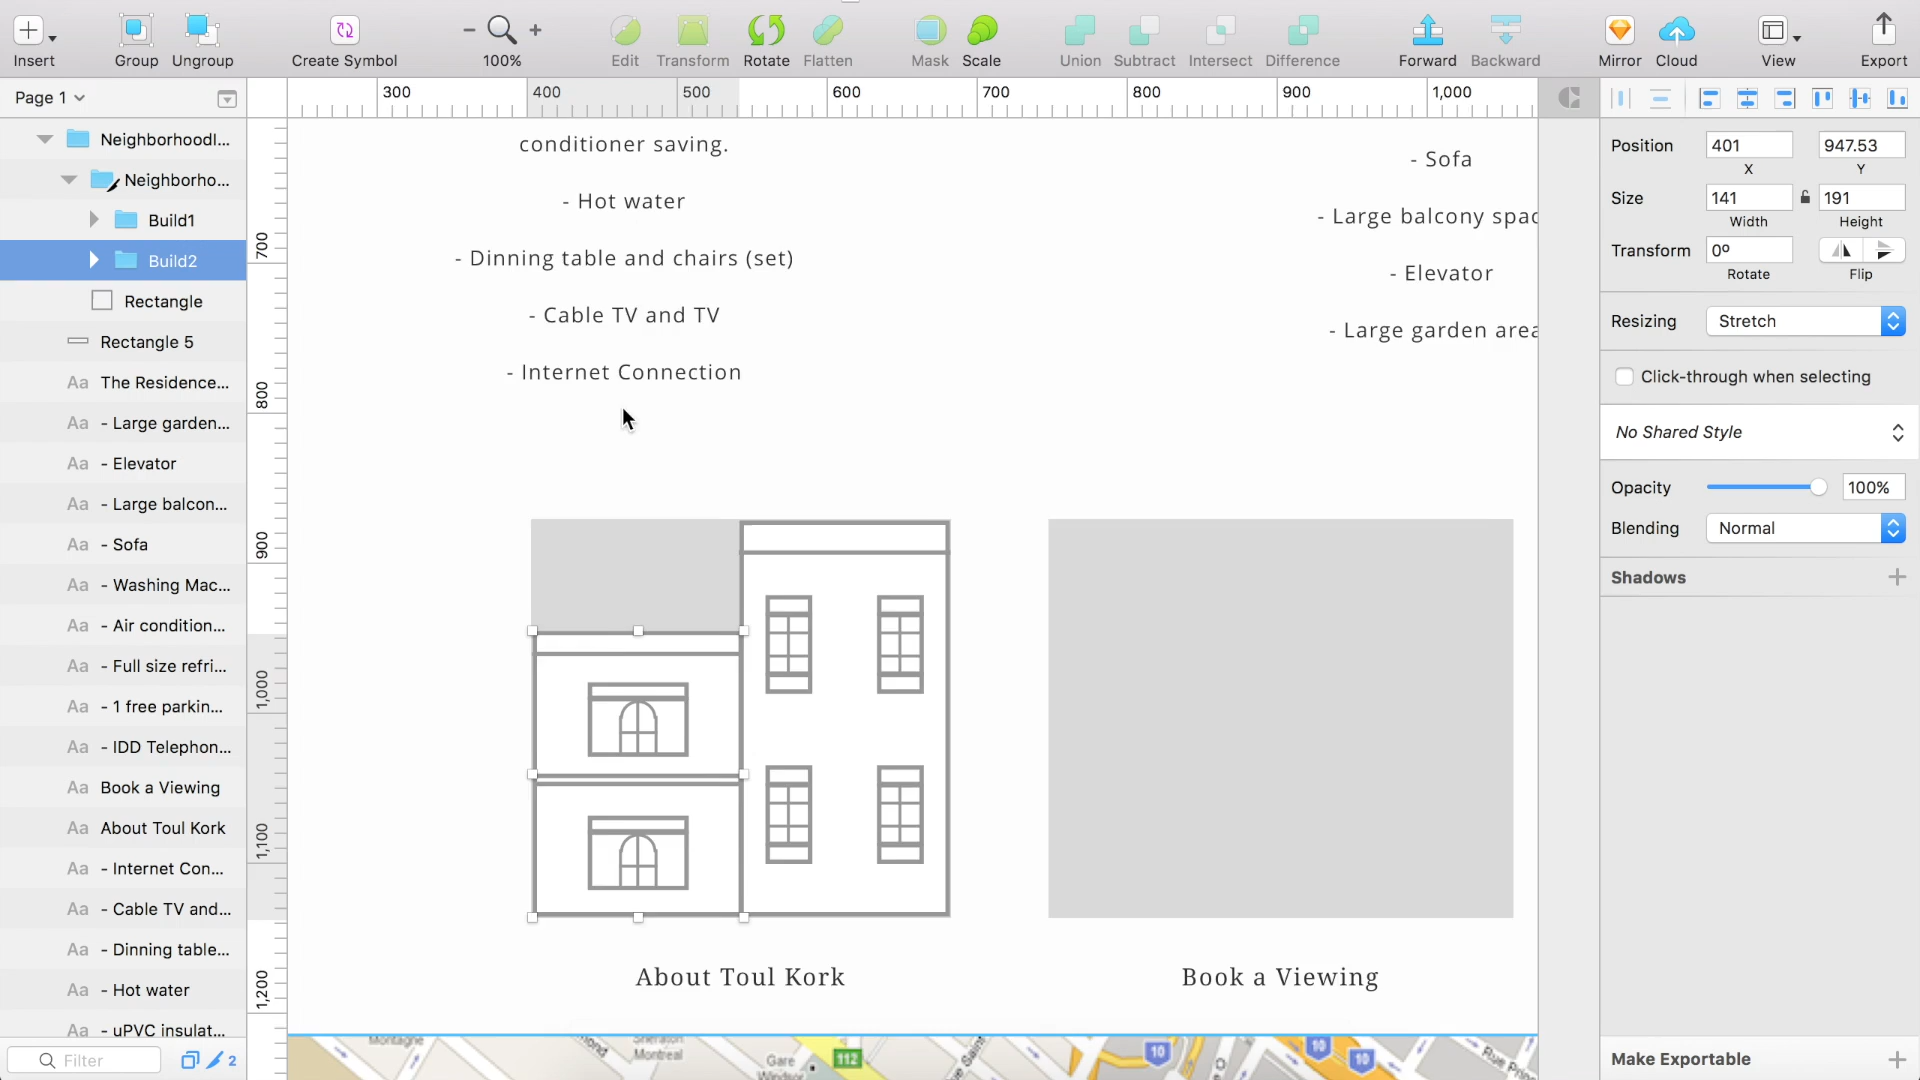 Insert
Group
Ungroup
Create Symbol
100%
Edit
Transform
Rotate
Flatten
Mask
Scale
Union
Subtract
Intersect
Difference
Forward
Backward
Mirror
Cloud
View
Export
Page 1
300
400
500
600
700
800
900
1,000
NeighborhoodI...
Neighborho...
Build1
Build2
Rectangle
Rectangle 5
Aa The Residence...
Aa - Large garden...
Aa - Elevator
Aa - Large balcon...
Aa - Sofa
Aa - Washing Mac...
Aa - Air condition...
Aa - Full size refri...
Aa - 1 free parkin...
Aa - IDD Telephon...
Aa Book a Viewing
Aa About Toul Kork
Aa - Internet Con...
Aa - Cable TV and...
Aa - Dinning table...
Aa - Hot water
Aa - uPVC insulat...
Filter
2
700
800
900
1,000
1,100
1,200
conditioner saving.
- Hot water
- Dinning table and chairs (set)
- Cable TV and TV
- Internet Connection
- Sofa
- Large balcony spac
- Elevator
- Large garden area
About Toul Kork
Book a Viewing
Montagne
Sheraton
Montreal
Gare
Windsor
112
10
10
10
Position
401
947.53
X
Y
Size
141
191
Width
Height
Transform
0º
Rotate
Flip
Resizing
Stretch
Click-through when selecting
No Shared Style
Opacity
100%
Blending
Normal
Shadows
Make Exportable